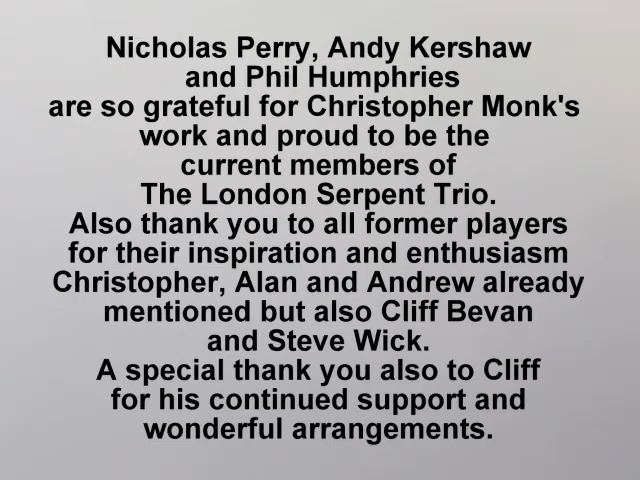 Nicholas Perry, Andy Kershaw
and Phil Humphries
are so grateful for Christopher Monk's
work and proud to be the
current members of
The London Serpent Trio.
Also thank you to all former players
for their inspiration and enthusiasm
Christopher, Alan and Andrew already
mentioned but also Cliff Bevan
and Steve Wick.
A special thank you also to Cliff
for his continued support and
wonderful arrangements.